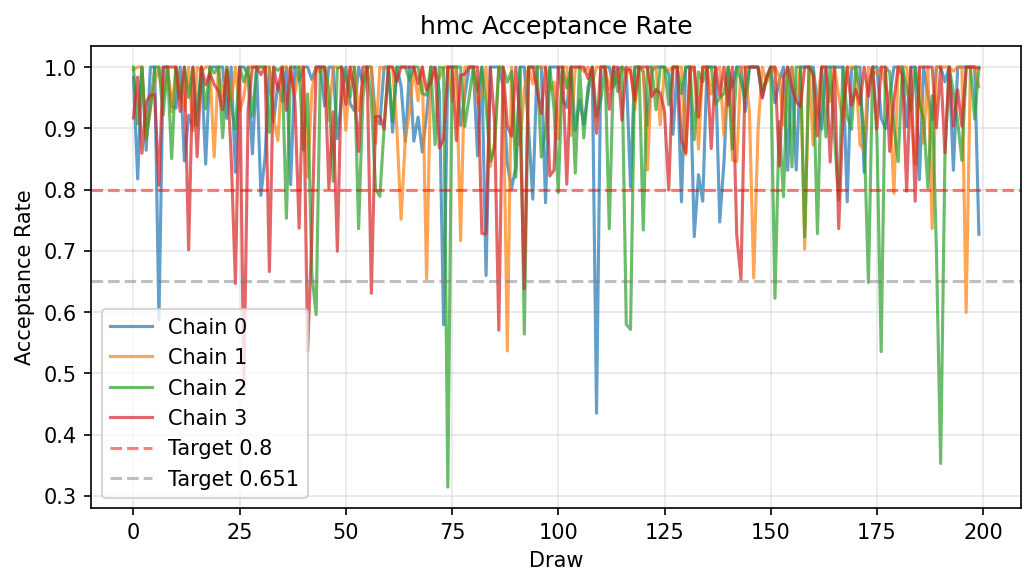 hmc Acceptance Rate
Acceptance Rate
1.0
0.9
0.8
0.7
0.6
0.5
0.4
0.3
Chain 0
Chain 1
Chain 2
Chain 3
Target 0.8
Target 0.651
0 25 50 75 100 125 150 175 200
Draw